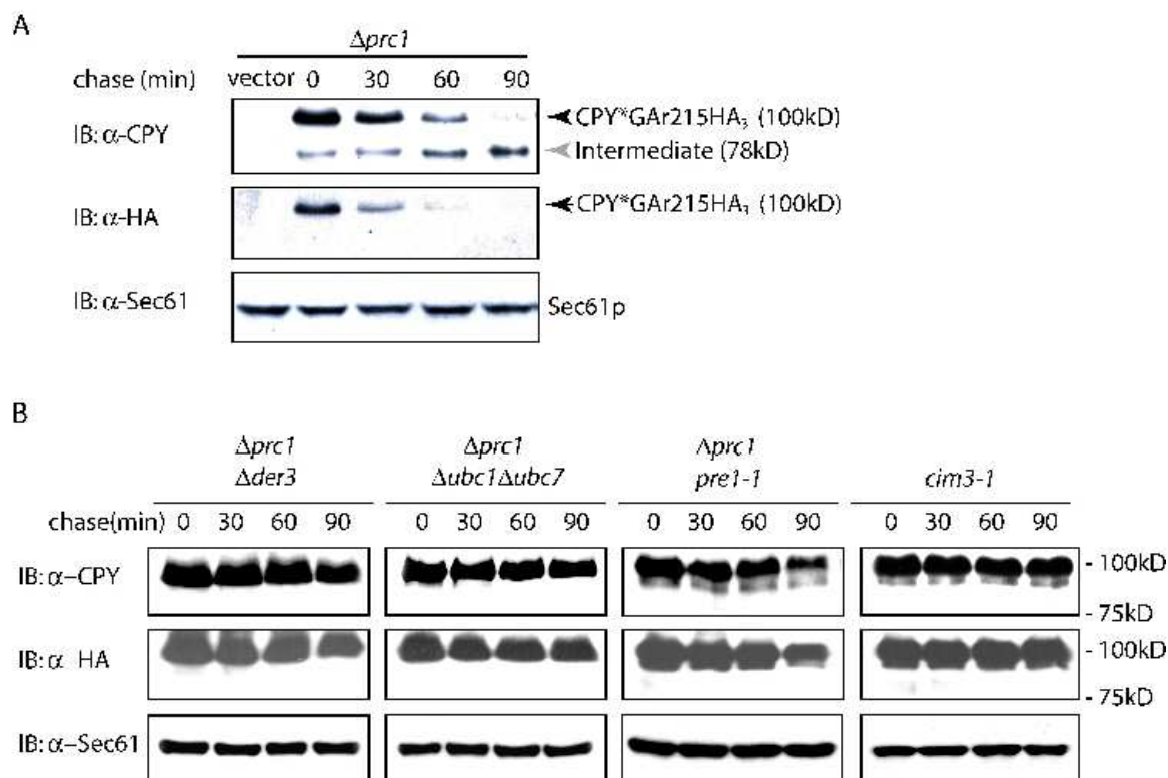 A
Δprc1
chase (min) vector 0 30 60 90
IB: α-CPY
CPY*GAr215HA3 (100kD)
Intermediate (78kD)
IB: α-HA
CPY*GAr215HA3 (100kD)
IB: α-Sec61
Sec61p
B
Δprc1 Δprc1 Λprc1
Δder3 Δubc1Δubc7 pre1-1 cim3-1
chase(min) 0 30 60 90 0 30 60 90 0 30 60 90 0 30 60 90
IB: α-CPY
- 100kD
- 75kD
IB: α HA
- 100kD
- 75kD
IB: α-Sec61